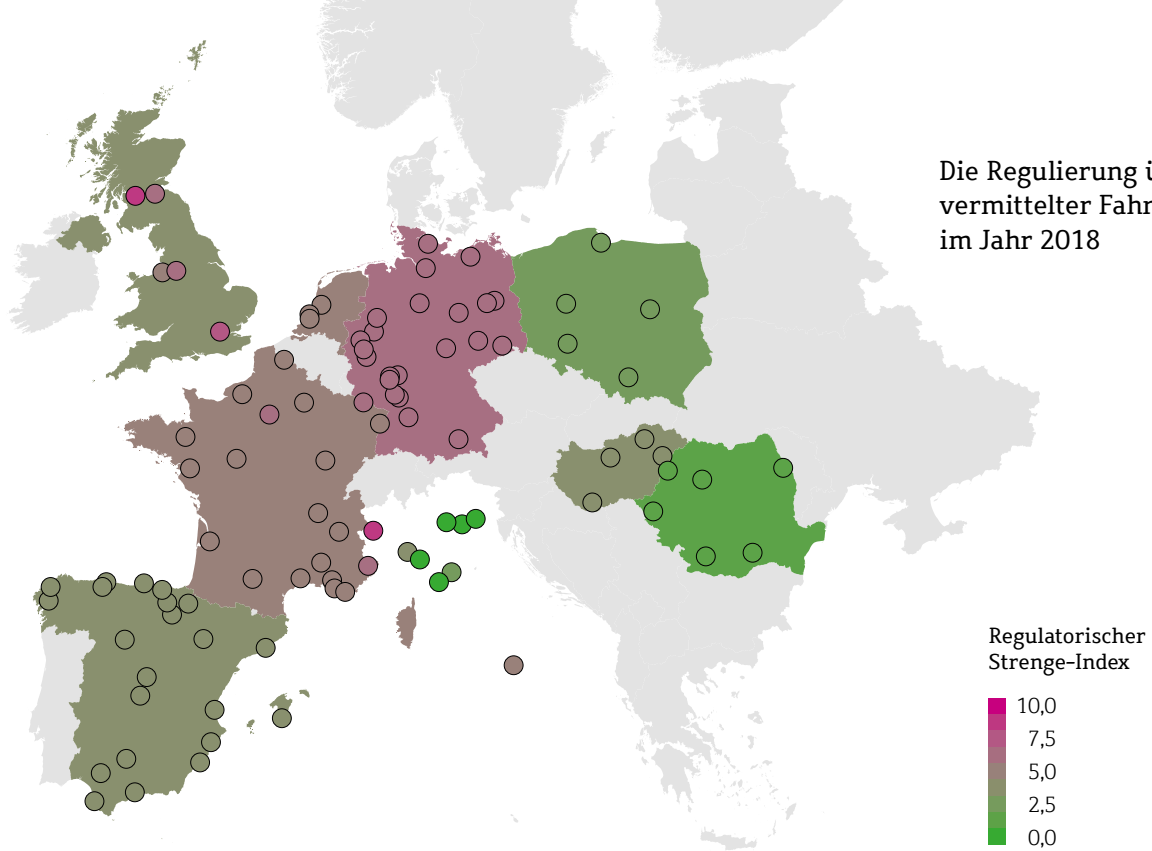 Die Regulierung
vermittelter
im Jahr 2018
Regulatorischer
Strenge-Index
10,0
7,5
5,0
2,5
0,0